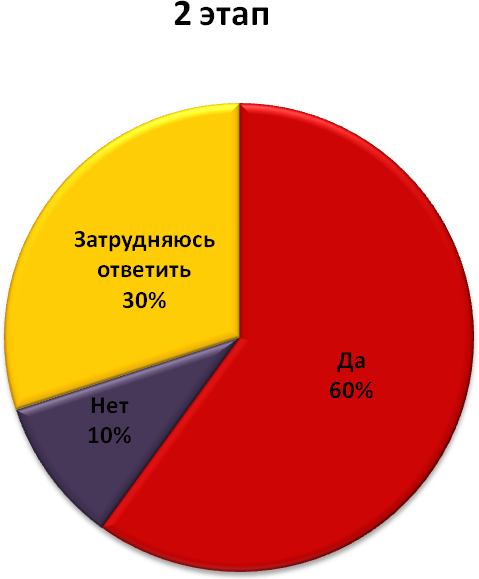 2 этап
Затрудняюсь
ответить
30%
Да
60%
Нет
10%